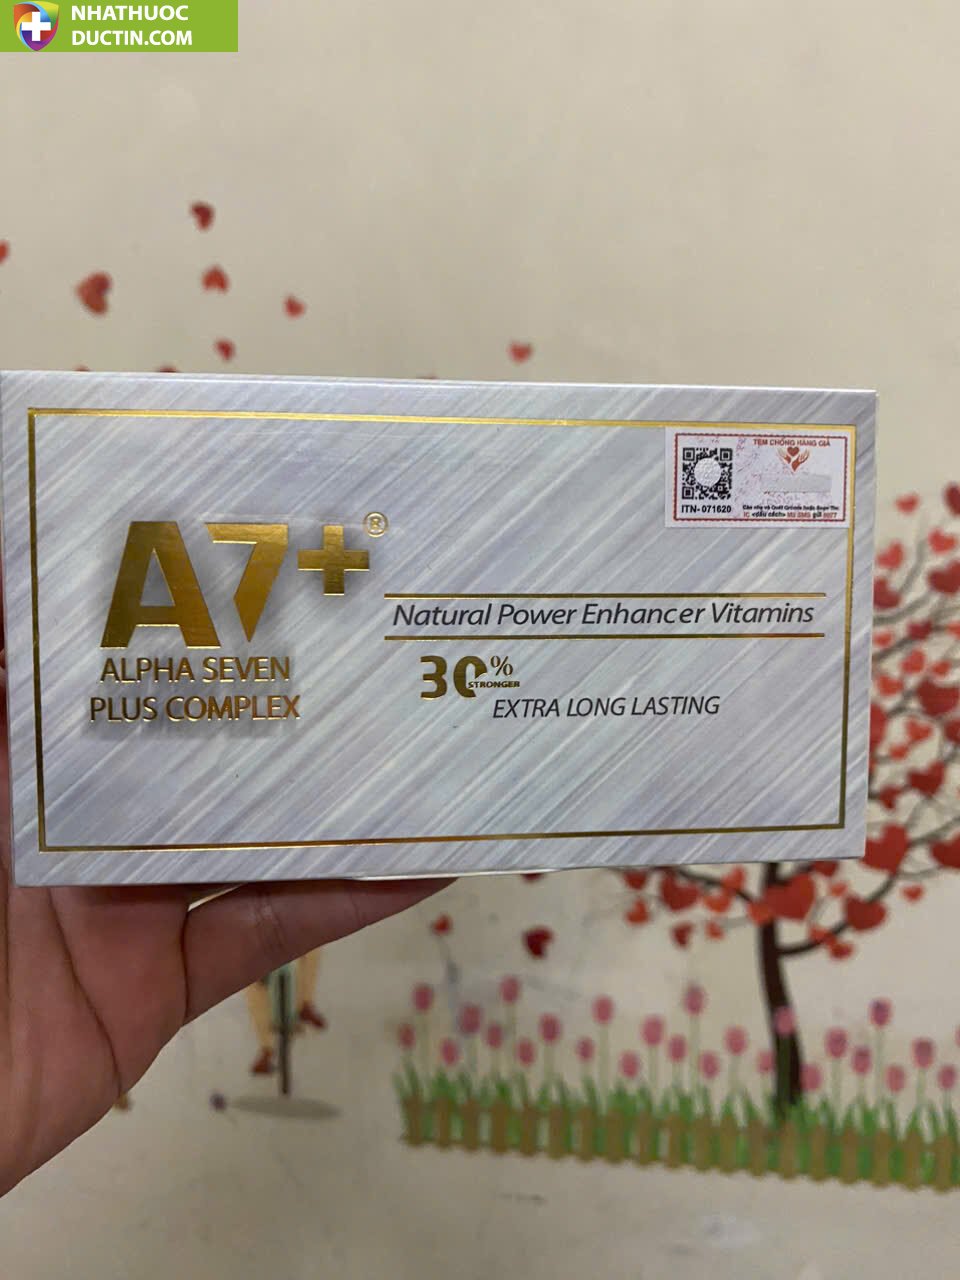 NHATHUOC
DUCTIN.COM
TEM CHỐNG HÀNG GIẢ
ITN- 071620
A7+®
ALPHA SEVEN
PLUS COMPLEX
Natural Power Enhancer Vitamins
30%
STRONGER
EXTRA LONG LASTING